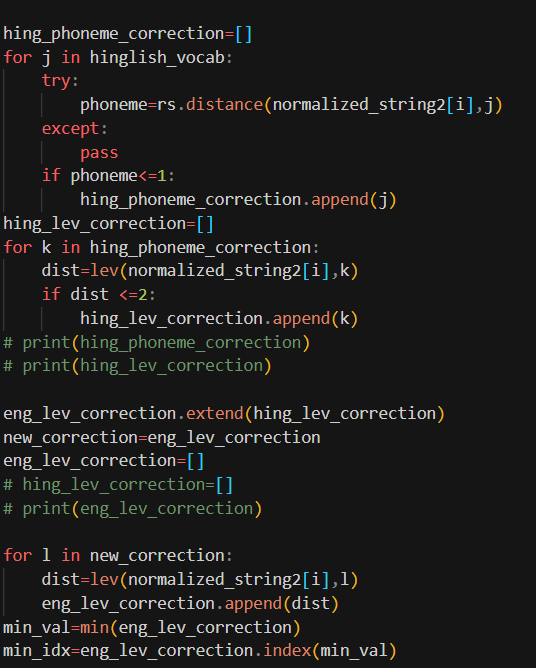 hing_phoneme_correction=[]
for j in hinglish_vocab:
    try:
        phoneme=rs.distance(normalized_string2[i],j)
    except:
        pass
    if phoneme<=1:
        hing_phoneme_correction.append(j)
hing_lev_correction=[]
for k in hing_phoneme_correction:
    dist=lev(normalized_string2[i],k)
    if dist <=2:
        hing_lev_correction.append(k)
# print(hing_phoneme_correction)
# print(hing_lev_correction)

eng_lev_correction.extend(hing_lev_correction)
new_correction=eng_lev_correction
eng_lev_correction=[]
# hing_lev_correction=[]
# print(eng_lev_correction)

for l in new_correction:
    dist=lev(normalized_string2[i],l)
    eng_lev_correction.append(dist)
min_val=min(eng_lev_correction)
min_idx=eng_lev_correction.index(min_val)